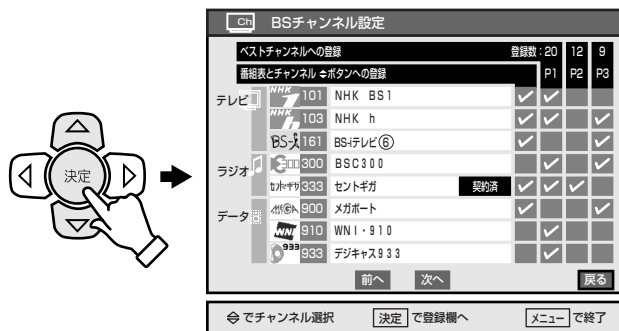 Ch BSチャンネル設定
ベストチャンネルへの登録 登録数:20 12 9
番組表とチャンネル ボタンへの登録 P1 P2 P3
テレビ NHK 101 NHK BS1
NHK h 103 NHK h
BS-i 161 BS-iテレビ⑥
ラジオ 300 BSC300
セントギガ 333 セントギガ 契約済
データ MEGA 900 メガポート
WNI 910 WNI・910
933 933 デジキャス933
決定
前へ 次へ 戻る
でチャンネル選択 決定 で登録欄へ メニュー で終了